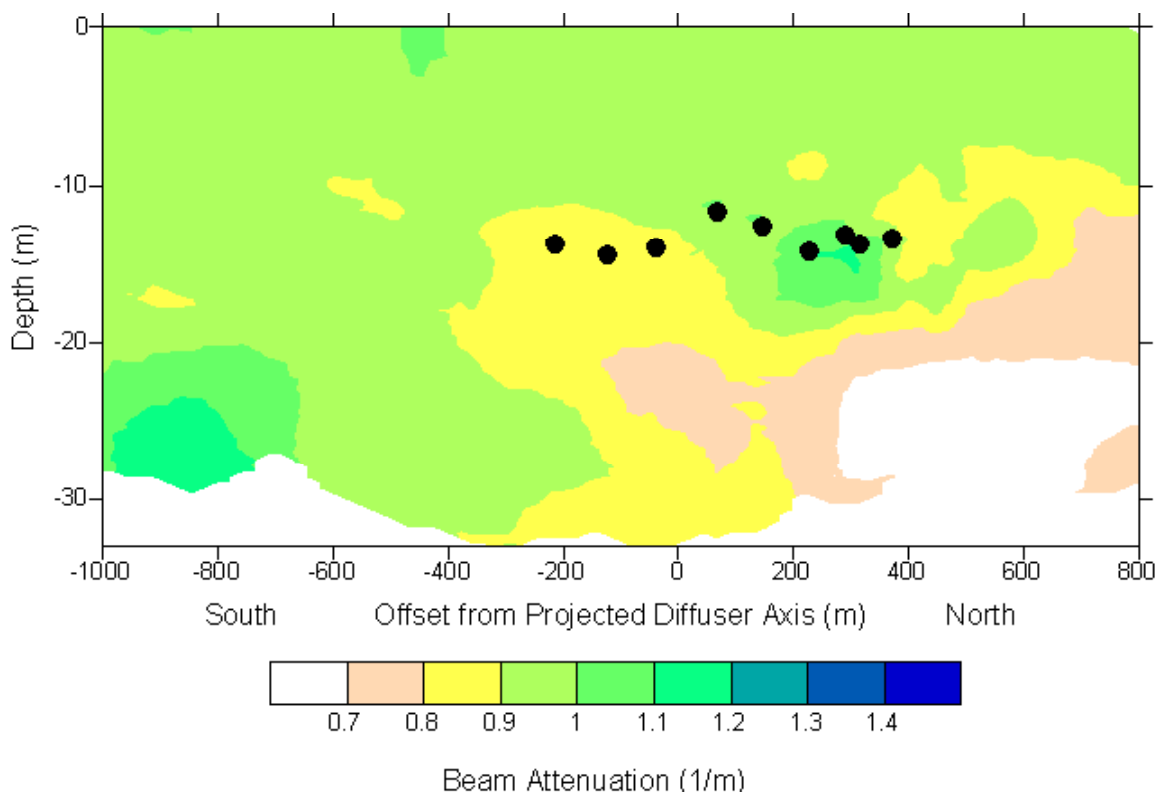 0
-10
-20
-30
Depth (m)
-1000 -800 -600 -400 -200 0 200 400 600 800
South Offset from Projected Diffuser Axis (m) North
0.7 0.8 0.9 1 1.1 1.2 1.3 1.4
Beam Attenuation (1/m)